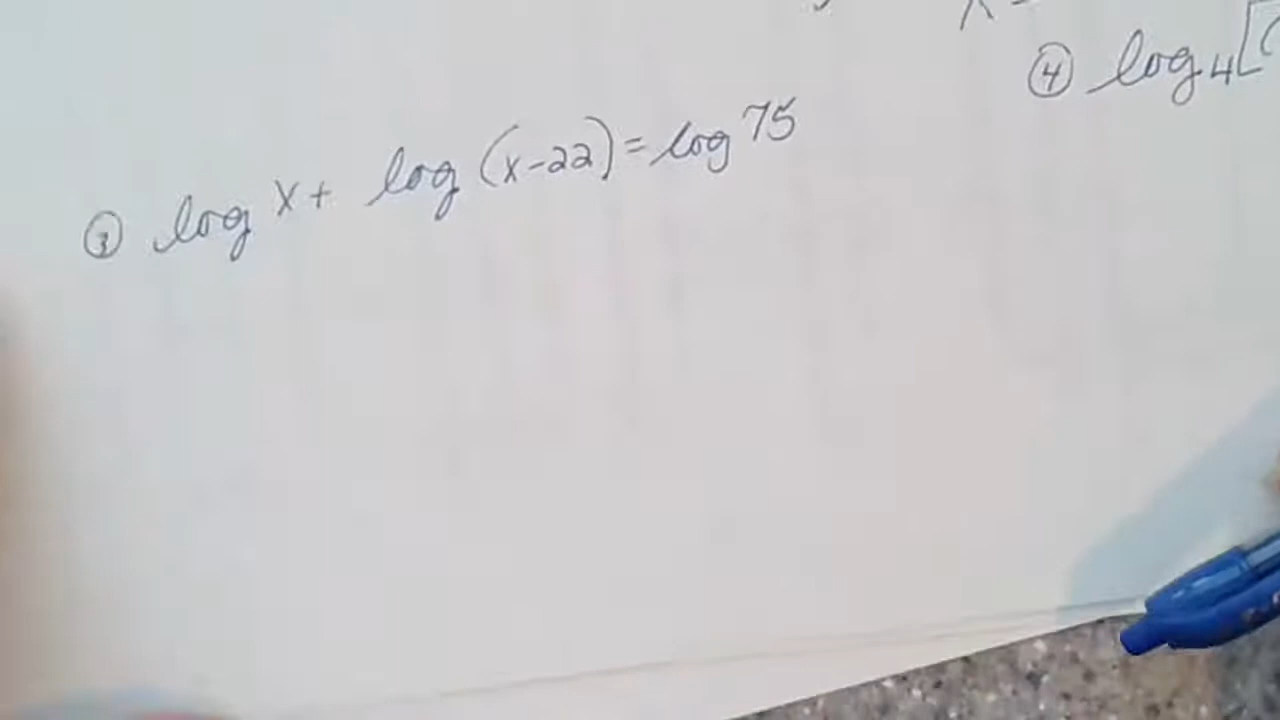 ③ log x + log (x-22) = log 75
④ log₄[(